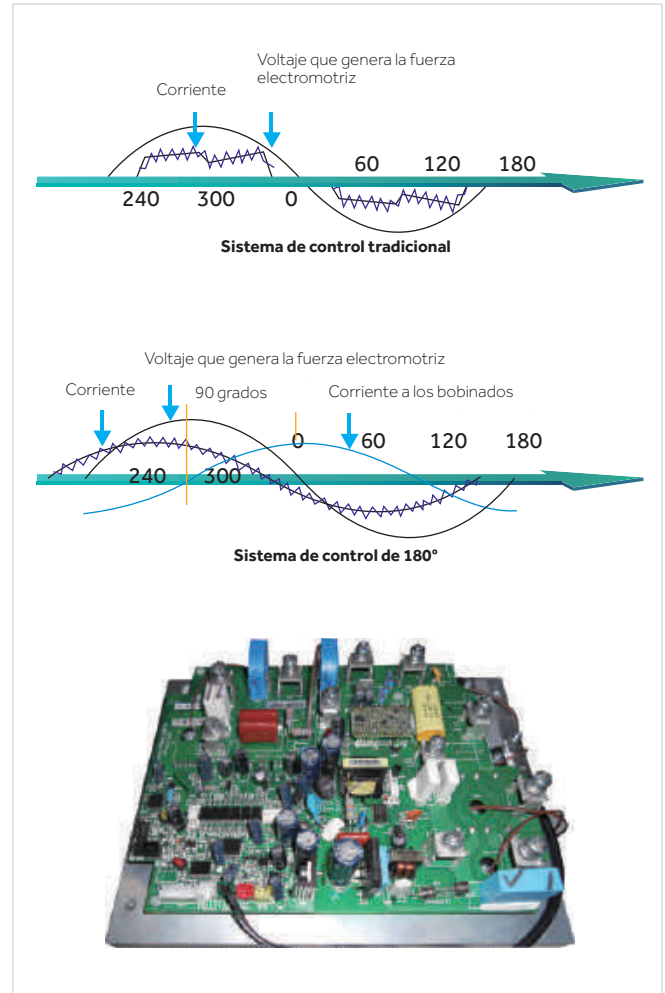 Voltaje que genera la fuerza
electromotriz
Corriente
60 120 180
240 300 0
Sistema de control tradicional
Voltaje que genera la fuerza electromotriz
Corriente 90 grados Corriente a los bobinados
0 60 120 180
240 300
Sistema de control de 180°